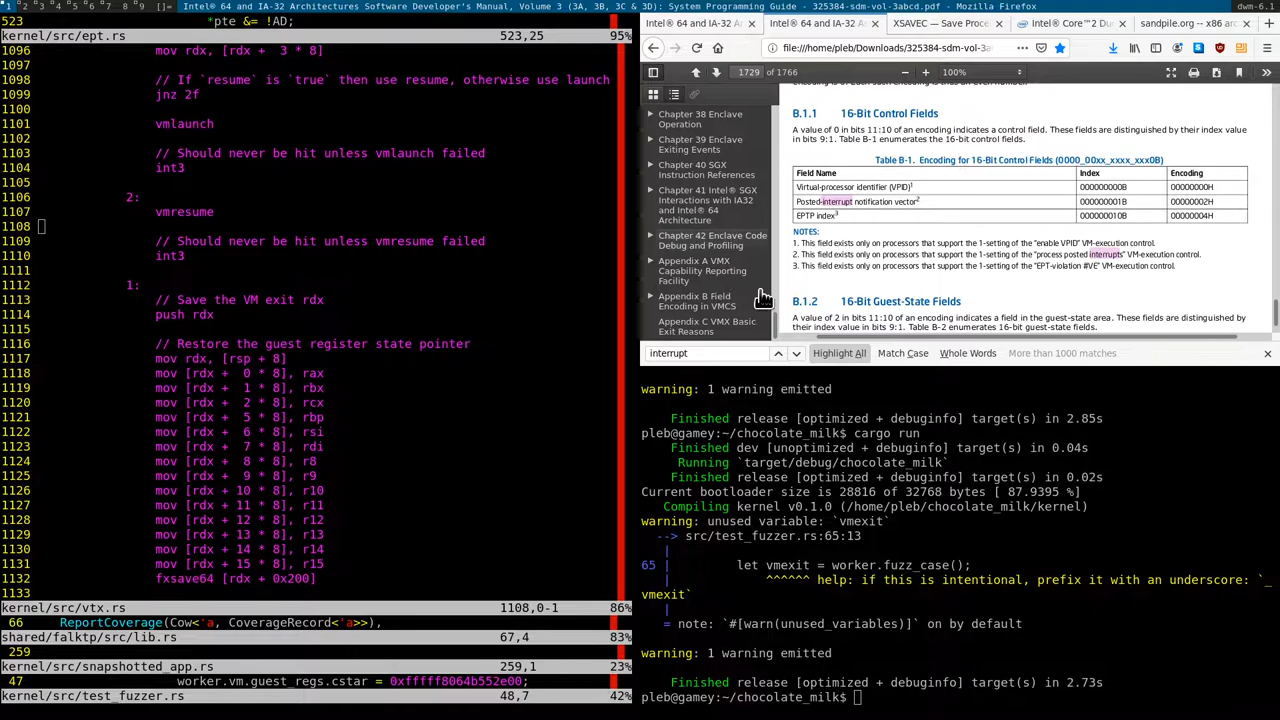 1 2 3 4 5 6 7 8 9
Intel® 64 and IA-32 Architectures Software Developer's Manual, Volume 3 (3A, 3B, 3C & 3D): System Programming Guide - 325384-sdm-vol-3abcd.pdf - Mozilla Firefox
dwm-6.1
523 *pte &= !AD;
kernel/src/ept.rs 523,25 95%
1096 mov rdx, [rdx + 3 * 8]
1097
1098 // If `resume` is `true` then use resume, otherwise use launch
1099 jnz 2f
1100
1101 vmlaunch
1102
1103 // Should never be hit unless vmlaunch failed
1104 int3
1105
1106 2:
1107 vmresume
1108
1109 // Should never be hit unless vmresume failed
1110 int3
1111
1112 1:
1113 // Save the VM exit rdx
1114 push rdx
1115
1116 // Restore the guest register state pointer
1117 mov rdx, [rsp + 8]
1118 mov [rdx + 0 * 8], rax
1119 mov [rdx + 1 * 8], rbx
1120 mov [rdx + 2 * 8], rcx
1121 mov [rdx + 5 * 8], rbp
1122 mov [rdx + 6 * 8], rsi
1123 mov [rdx + 7 * 8], rdi
1124 mov [rdx + 8 * 8], r8
1125 mov [rdx + 9 * 8], r9
1126 mov [rdx + 10 * 8], r10
1127 mov [rdx + 11 * 8], r11
1128 mov [rdx + 12 * 8], r12
1129 mov [rdx + 13 * 8], r13
1130 mov [rdx + 14 * 8], r14
1131 mov [rdx + 15 * 8], r15
1132 fxsave64 [rdx + 0x200]
1133
kernel/src/vtx.rs 1108,0-1 86%
66 ReportCoverage(Cow<'a, CoverageRecord<'a>>),
shared/falktp/src/lib.rs 67,4 83%
259
kernel/src/snapshotted_app.rs 259,1 23%
47 worker.vm.guest_regs.cstar = 0xfffff8064b552e00;
kernel/src/test_fuzzer.rs 48,7 42%
Intel® 64 and IA-32 A
Intel® 64 and IA-32 A
XSAVEC — Save Proce
Intel® Core™2 Du
sandpile.org -- x86 arc
file:///home/pleb/Downloads/325384-sdm-vol-3a
1729 of 1766
100%
Chapter 38 Enclave
Operation
Chapter 39 Enclave
Exiting Events
Chapter 40 SGX
Instruction References
Chapter 41 Intel® SGX
Interactions with IA32
and Intel® 64
Architecture
Chapter 42 Enclave Code
Debug and Profiling
Appendix A VMX
Capability Reporting
Facility
Appendix B Field
Encoding in VMCS
Appendix C VMX Basic
Exit Reasons
B.1.1 16-Bit Control Fields
A value of 0 in bits 11:10 of an encoding indicates a control field. These fields are distinguished by their index value
in bits 9:1. Table B-1 enumerates the 16-bit control fields.
Table B-1. Encoding for 16-Bit Control Fields (0000_00xx_xxxx_xxx0B)
Field Name Index Encoding
Virtual-processor identifier (VPID)1 000000000B 00000000H
Posted-interrupt notification vector2 000000001B 00000002H
EPTP index3 000000010B 00000004H
NOTES:
1. This field exists only on processors that support the 1-setting of the "enable VPID" VM-execution control.
2. This field exists only on processors that support the 1-setting of the "process posted interrupts" VM-execution control.
3. This field exists only on processors that support the 1-setting of the "EPT-violation #VE" VM-execution control.
B.1.2 16-Bit Guest-State Fields
A value of 2 in bits 11:10 of an encoding indicates a field in the guest-state area. These fields are distinguished by
their index value in bits 9:1. Table B-2 enumerates 16-bit guest-state fields.
interrupt
Highlight All Match Case Whole Words More than 1000 matches
warning: 1 warning emitted
Finished release [optimized + debuginfo] target(s) in 2.85s
pleb@gamey:~/chocolate_milk$ cargo run
Finished dev [unoptimized + debuginfo] target(s) in 0.04s
Running `target/debug/chocolate_milk`
Finished release [optimized + debuginfo] target(s) in 0.02s
Current bootloader size is 28816 of 32768 bytes [ 87.9395 %]
Compiling kernel v0.1.0 (/home/pleb/chocolate_milk/kernel)
warning: unused variable: `vmexit`
--> src/test_fuzzer.rs:65:13
|
65 | let vmexit = worker.fuzz_case();
| ^^^^^^ help: if this is intentional, prefix it with an underscore: `_
vmexit`
|
= note: `#[warn(unused_variables)]` on by default
warning: 1 warning emitted
Finished release [optimized + debuginfo] target(s) in 2.73s
pleb@gamey:~/chocolate_milk$